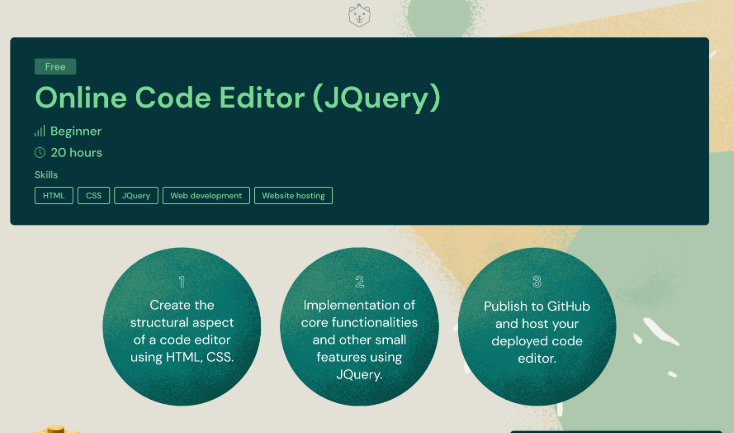 Free
Online Code Editor (JQuery)
Beginner
20 hours
Skills
HTML CSS JQuery Web development Website hosting
1
Create the
structural aspect
of a code editor
using HTML, CSS.
2
Implementation of
core functionalities
and other small
features using
JQuery.
3
Publish to GitHub
and host your
deployed code
editor.